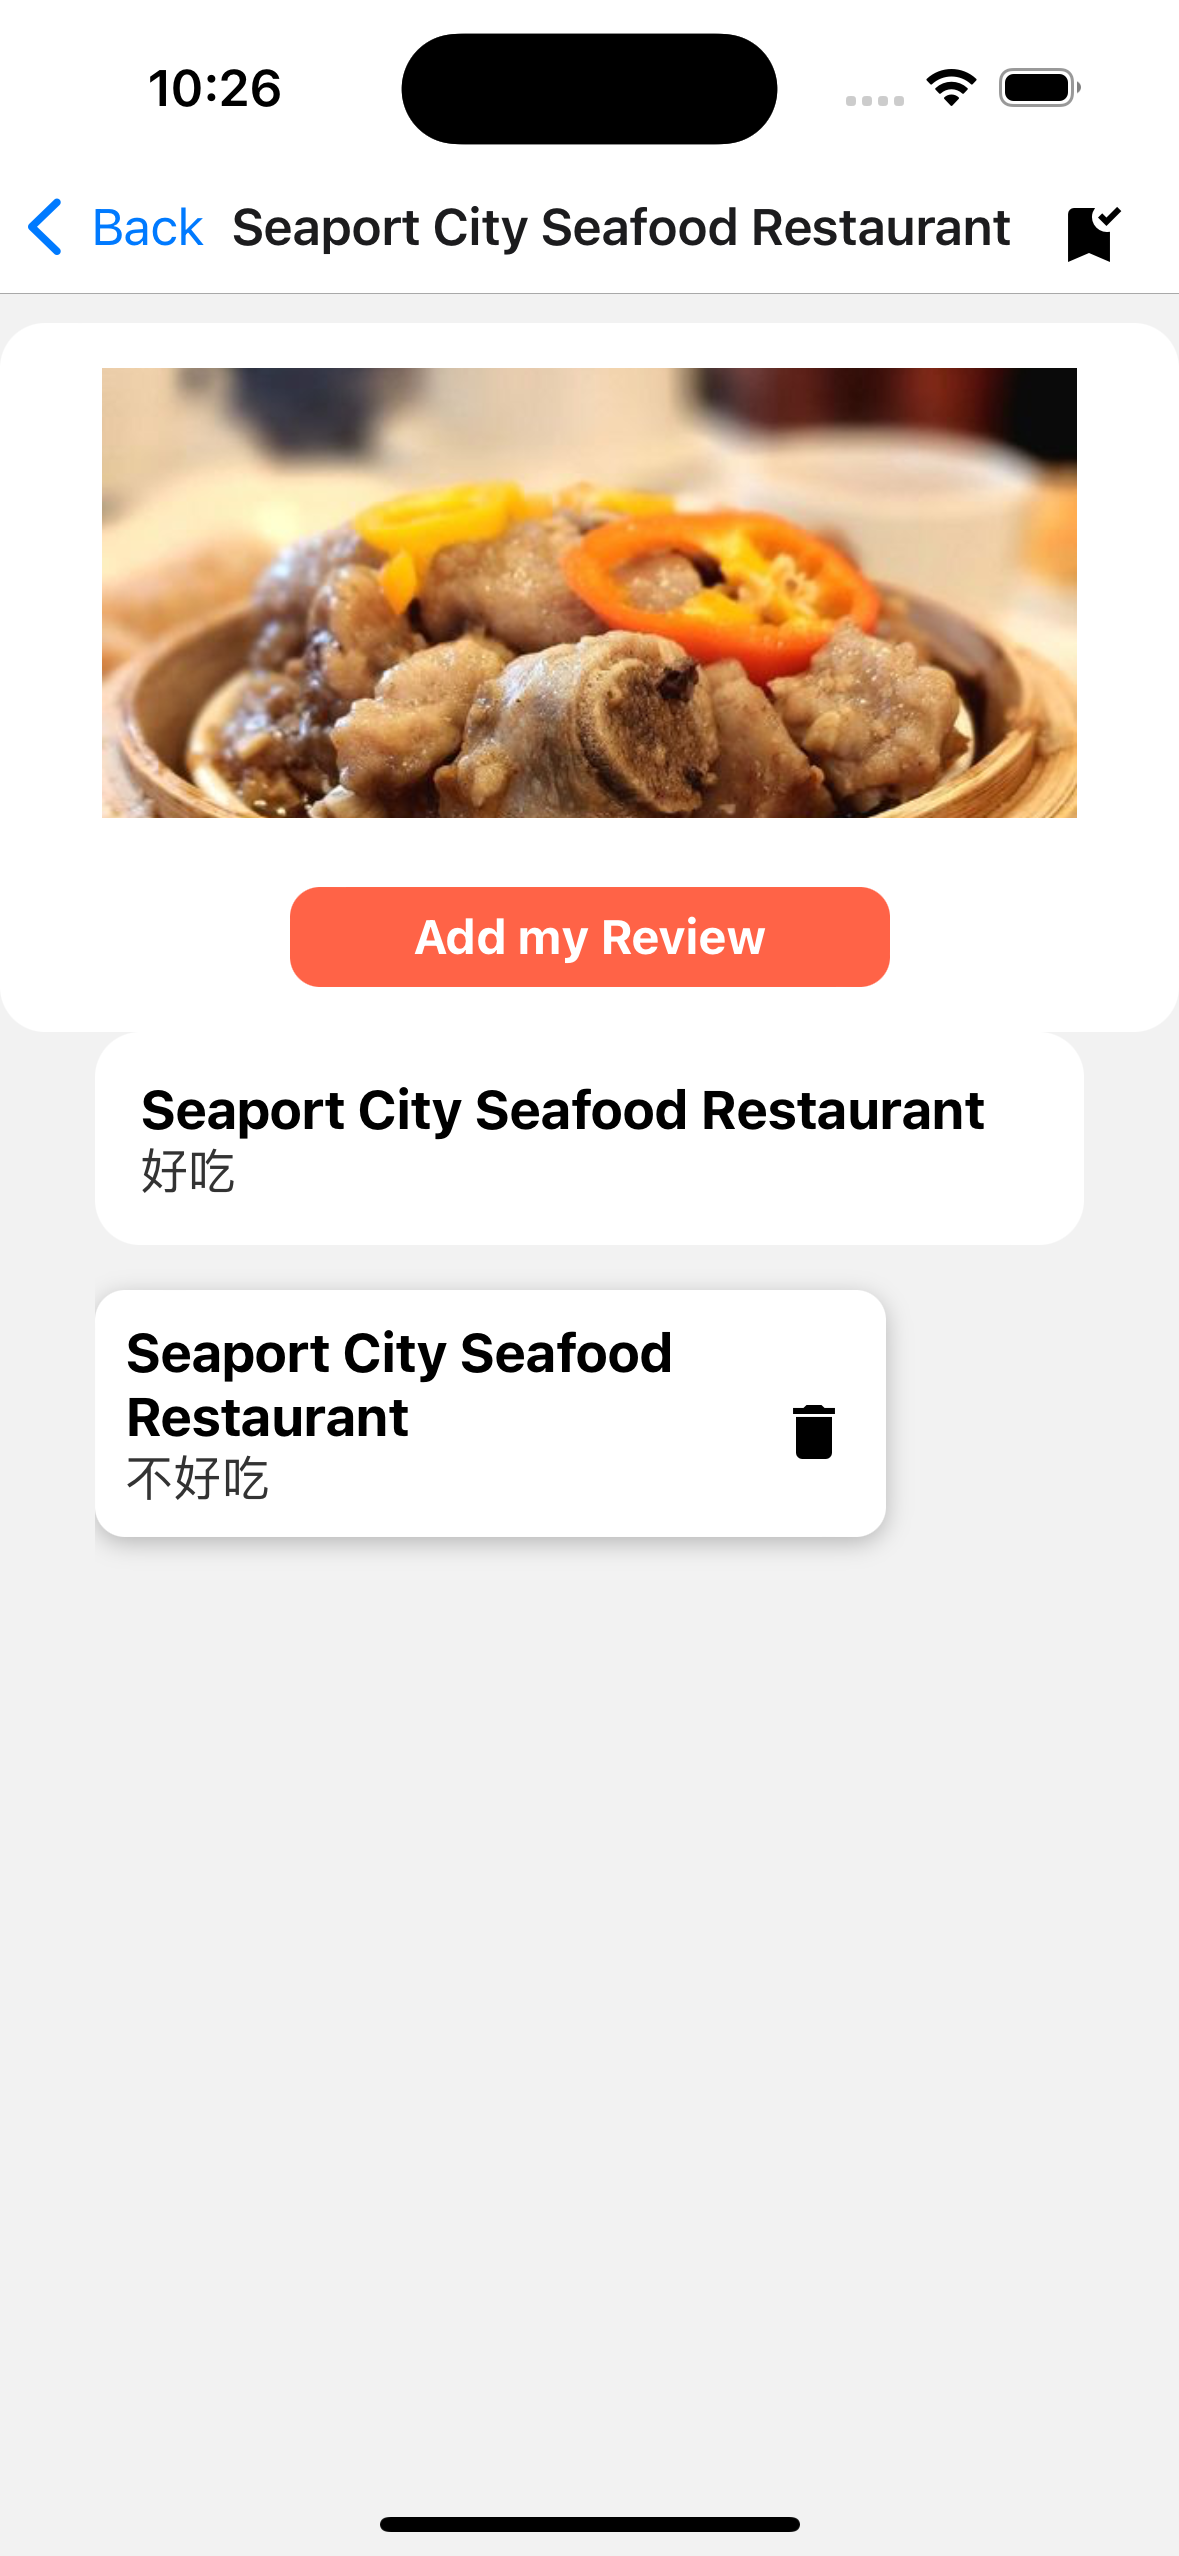 10:26
Back Seaport City Seafood Restaurant
Add my Review
Seaport City Seafood Restaurant
好吃
Seaport City Seafood
Restaurant
不好吃